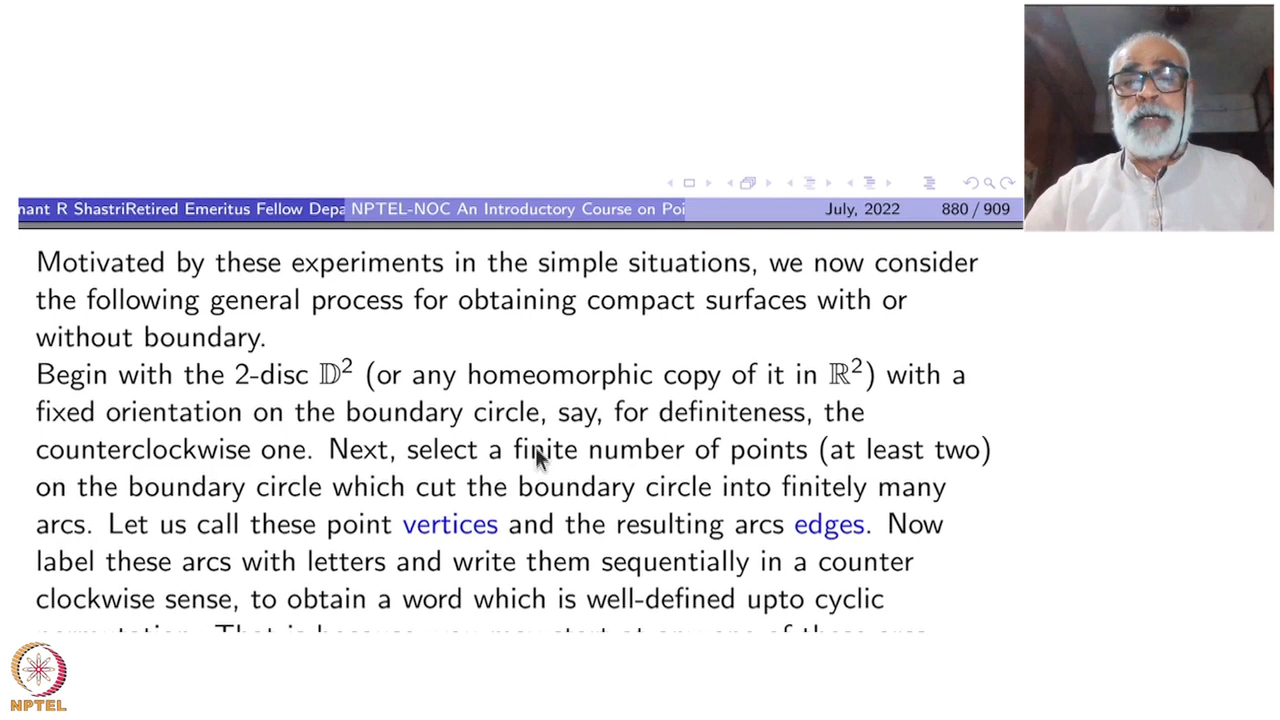 nant R ShastriRetired Emeritus Fellow Depa NPTEL-NOC An Introductory Course on Poi July, 2022 880 / 909
Motivated by these experiments in the simple situations, we now consider
the following general process for obtaining compact surfaces with or
without boundary.
Begin with the 2-disc 𝔻² (or any homeomorphic copy of it in ℝ²) with a
fixed orientation on the boundary circle, say, for definiteness, the
counterclockwise one. Next, select a finite number of points (at least two)
on the boundary circle which cut the boundary circle into finitely many
arcs. Let us call these point vertices and the resulting arcs edges. Now
label these arcs with letters and write them sequentially in a counter
clockwise sense, to obtain a word which is well-defined upto cyclic
NPTEL